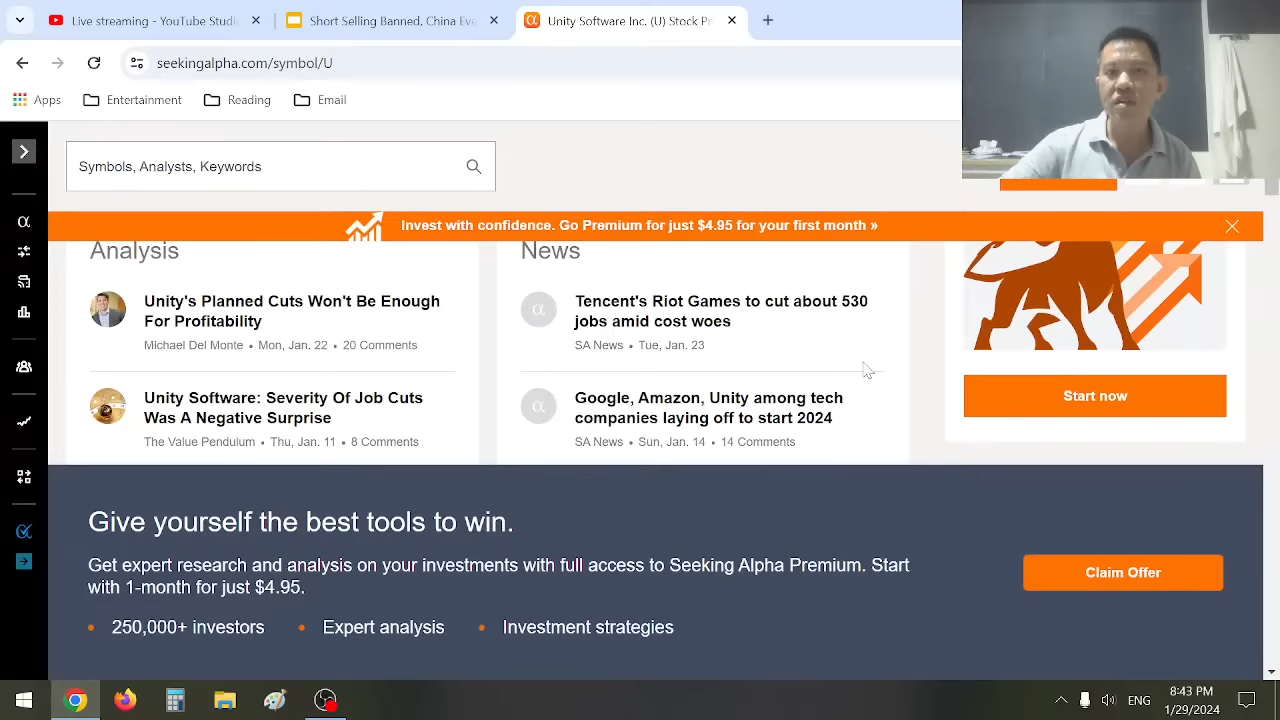 Live streaming - YouTube Studi
Short Selling Banned, China Eve
Unity Software Inc. (U) Stock Pr
seekingalpha.com/symbol/U
Apps
Entertainment
Reading
Email
Symbols, Analysts, Keywords
Invest with confidence. Go Premium for just $4.95 for your first month »
Analysis
Unity's Planned Cuts Won't Be Enough
For Profitability
Michael Del Monte • Mon, Jan. 22 • 20 Comments
Unity Software: Severity Of Job Cuts
Was A Negative Surprise
The Value Pendulum • Thu, Jan. 11 • 8 Comments
News
Tencent's Riot Games to cut about 530
jobs amid cost woes
SA News • Tue, Jan. 23
Google, Amazon, Unity among tech
companies laying off to start 2024
SA News • Sun, Jan. 14 • 14 Comments
Start now
Give yourself the best tools to win.
Get expert research and analysis on your investments with full access to Seeking Alpha Premium. Start
with 1-month for just $4.95.
• 250,000+ investors • Expert analysis • Investment strategies
Claim Offer
ENG
8:43 PM
1/29/2024